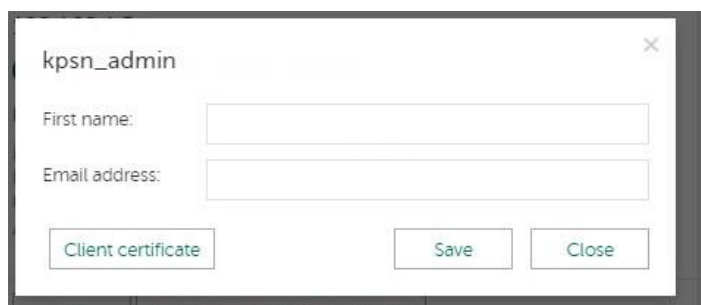 kpsn_admin
First name:
Email address:
Client certificate
Save
Close